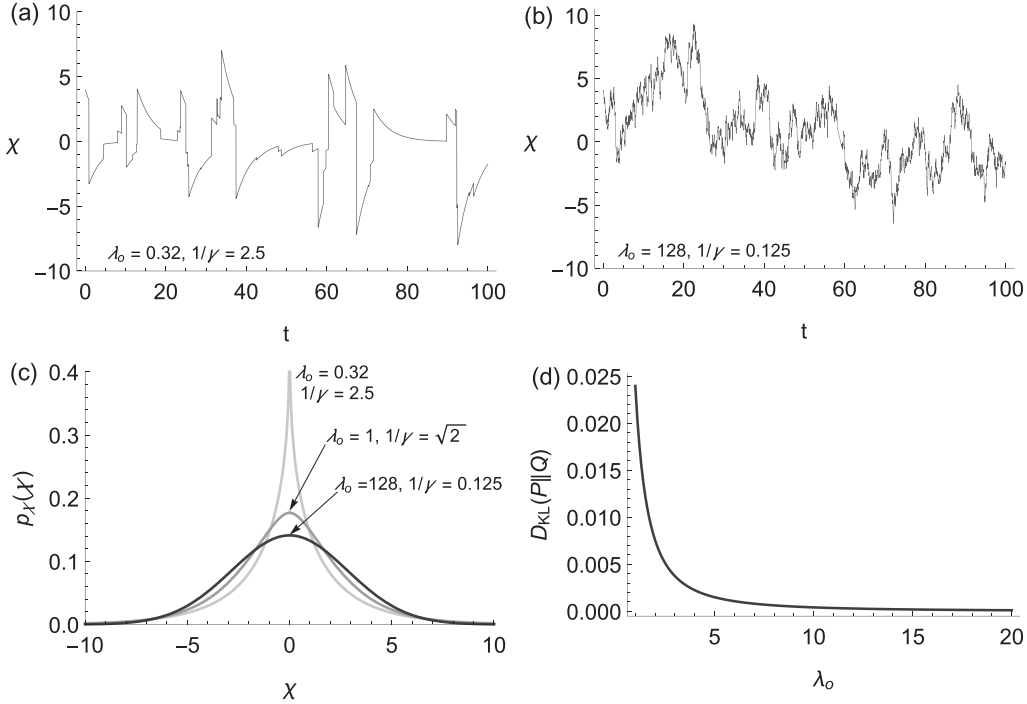 (a)
10
5
0
−5
−10
χ
λo = 0.32, 1/γ = 2.5
0 20 40 60 80 100
t
(b)
10
5
0
−5
−10
χ
λo = 128, 1/γ = 0.125
0 20 40 60 80 100
t
(c)
0.4
0.3
0.2
0.1
0.0
pχ(χ)
λo = 0.32
1/γ = 2.5
λo = 1, 1/γ = √2
λo =128, 1/γ = 0.125
−10 −5 0 5 10
χ
(d)
0.025
0.020
0.015
0.010
0.005
0.000
DKL(P∥Q)
5 10 15 20
λo